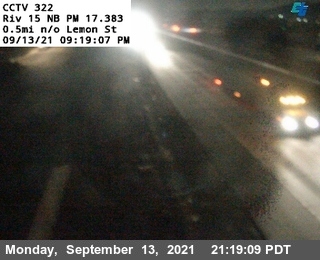 CCTV 322
Riv 15 NB PM 17.383
0.5mi n/o Lemon St
09/13/21 09:19:07 PM
Monday, September 13, 2021 21:19:09 PDT